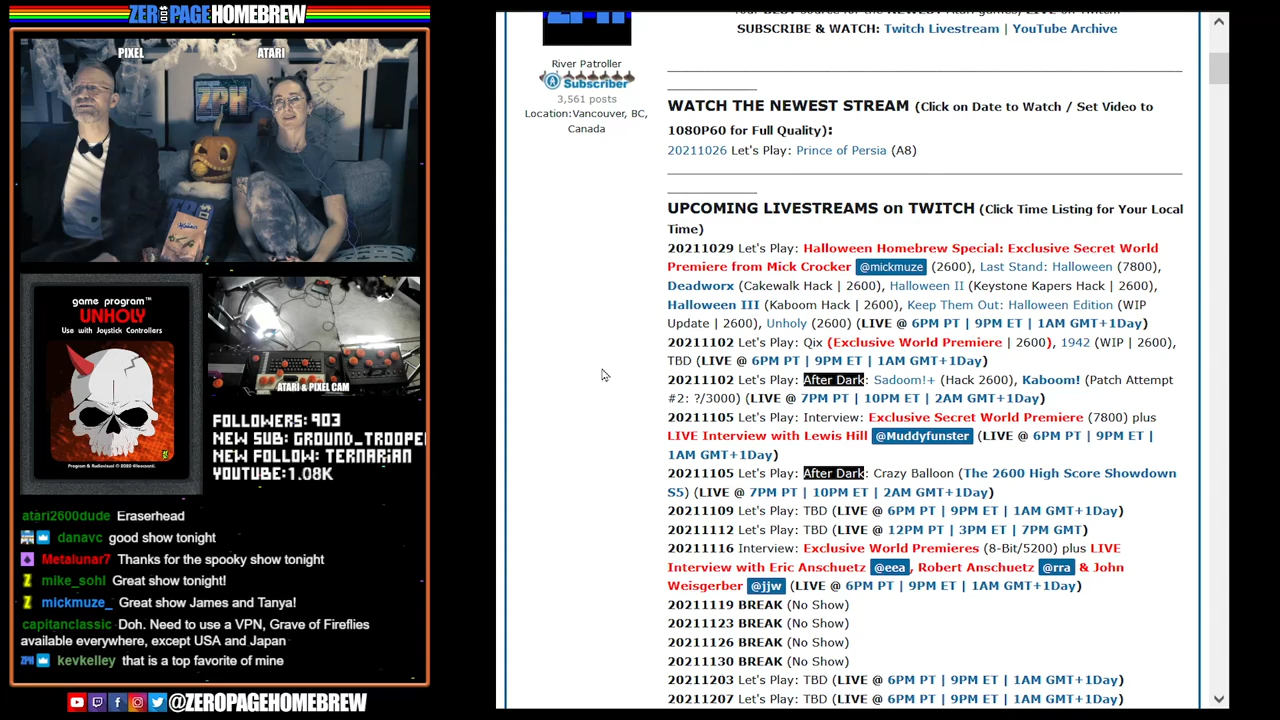 ZEROPAGEHOMEBREW
PIXEL
ATARI
ZPH
game program™
UNHOLY
Use with Joystick Controllers
ATARI & PIXEL CAM
FOLLOWERS: 903
NEW SUB: GROUND_TROOPE
NEW FOLLOW: TERNARIAN
YOUTUBE: 1.08K
atari2600dude Eraserhead
danavc good show tonight
Metalunar7 Thanks for the spooky show tonight
mike_sohl Great show tonight!
mickmuze_ Great show James and Tanya!
capitanclassic Doh. Need to use a VPN, Grave of Fireflies
available everywhere, except USA and Japan
kevkelley that is a top favorite of mine
@ZEROPAGEHOMEBREW
SUBSCRIBE & WATCH: Twitch Livestream | YouTube Archive
River Patroller
Subscriber
3,561 posts
Location:Vancouver, BC,
Canada
WATCH THE NEWEST STREAM (Click on Date to Watch / Set Video to
1080P60 for Full Quality):
20211026 Let's Play: Prince of Persia (A8)
UPCOMING LIVESTREAMS on TWITCH (Click Time Listing for Your Local
Time)
20211029 Let's Play: Halloween Homebrew Special: Exclusive Secret World
Premiere from Mick Crocker @mickmuze (2600), Last Stand: Halloween (7800),
Deadworx (Cakewalk Hack | 2600), Halloween II (Keystone Kapers Hack | 2600),
Halloween III (Kaboom Hack | 2600), Keep Them Out: Halloween Edition (WIP
Update | 2600), Unholy (2600) (LIVE @ 6PM PT | 9PM ET | 1AM GMT+1Day)
20211102 Let's Play: Qix (Exclusive World Premiere | 2600), 1942 (WIP | 2600),
TBD (LIVE @ 6PM PT | 9PM ET | 1AM GMT+1Day)
20211102 Let's Play: After Dark: Sadoom!+ (Hack 2600), Kaboom! (Patch Attempt
#2: ?/3000) (LIVE @ 7PM PT | 10PM ET | 2AM GMT+1Day)
20211105 Let's Play: Interview: Exclusive Secret World Premiere (7800) plus
LIVE Interview with Lewis Hill @Muddyfunster (LIVE @ 6PM PT | 9PM ET |
1AM GMT+1Day)
20211105 After Dark: Crazy Balloon (The 2600 High Score Showdown
S5) (LIVE @ 7PM PT | 10PM ET | 2AM GMT+1Day)
20211109 Let's Play: TBD (LIVE @ 6PM PT | 9PM ET | 1AM GMT+1Day)
20211112 Let's Play: TBD (LIVE @ 12PM PT | 3PM ET | 7PM GMT)
20211116 Interview: Exclusive World Premieres (8-Bit/5200) plus LIVE
Interview with Eric Anschuetz @eea, Robert Anschuetz @rra & John
Weisgerber @jjw (LIVE @ 6PM PT | 9PM ET | 1AM GMT+1Day)
20211119 BREAK (No Show)
20211123 BREAK (No Show)
20211126 BREAK (No Show)
20211130 BREAK (No Show)
20211203 Let's Play: TBD (LIVE @ 6PM PT | 9PM ET | 1AM GMT+1Day)
20211207 Let's Play: TBD (LIVE @ 6PM PT | 9PM ET | 1AM GMT+1Day)